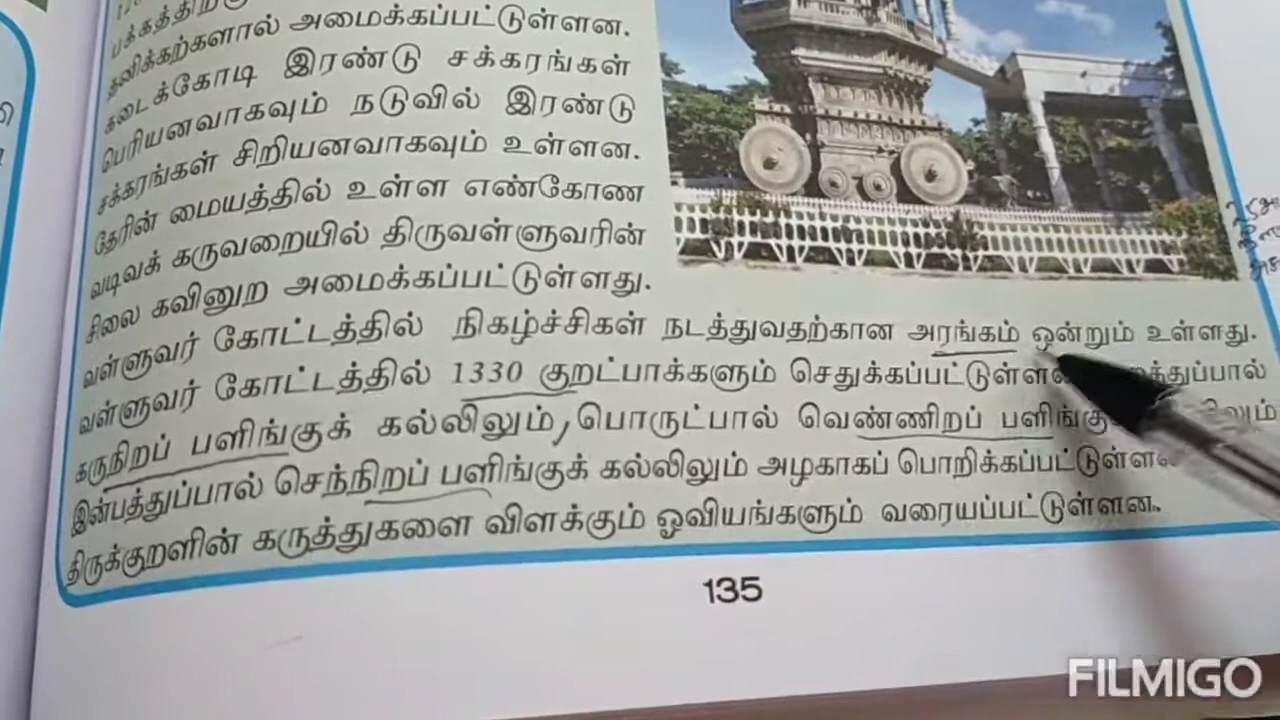 பக்கத்திற்கு
தனிக்கற்களால் அமைக்கப்பட்டுள்ளன.
கடைக்கோடி இரண்டு சக்கரங்கள்
பெரியனவாகவும் நடுவில் இரண்டு
சக்கரங்கள் சிறியனவாகவும் உள்ளன.
தேரின் மையத்தில் உள்ள எண்கோண
வடிவக் கருவறையில் திருவள்ளுவரின்
சிலை கவினுற அமைக்கப்பட்டுள்ளது.
வள்ளுவர் கோட்டத்தில் நிகழ்ச்சிகள் நடத்துவதற்கான அரங்கம் ஒன்றும் உள்ளது.
வள்ளுவர் கோட்டத்தில் 1330 குறட்பாக்களும் செதுக்கப்பட்டுள்ளன
கருநிறப் பளிங்குக் கல்லிலும், பொருட்பால் வெண்ணிறப் பளிங்கு
இன்பத்துப்பால் செந்நிறப் பளிங்குக் கல்லிலும் அழகாகப் பொறிக்கப்பட்டுள்ளன
திருக்குறளின் கருத்துகளை விளக்கும் ஓவியங்களும் வரையப்பட்டுள்ளன.
135
FILMIGO